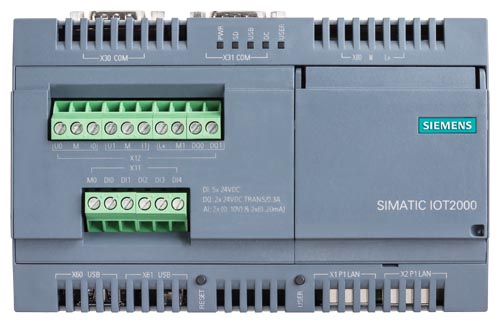 X30 COM
PWR
SD
USB
DC
USER
X31 COM
X80 M L+
SIEMENS
U0 M I0 U1 M I1 L+ M1 DQ0 DQ1
X12
X11
M0 DI0 DI1 DI2 DI3 DI4
DI: 5x 24VDC
DQ: 2x 24VDC TRANS/0.3A
AI: 2x(0..10V) & 2x(0..20mA)
SIMATIC IOT2000
X60 USB
X61 USB
RESET
USER
X1 P1 LAN
X2 P1 LAN